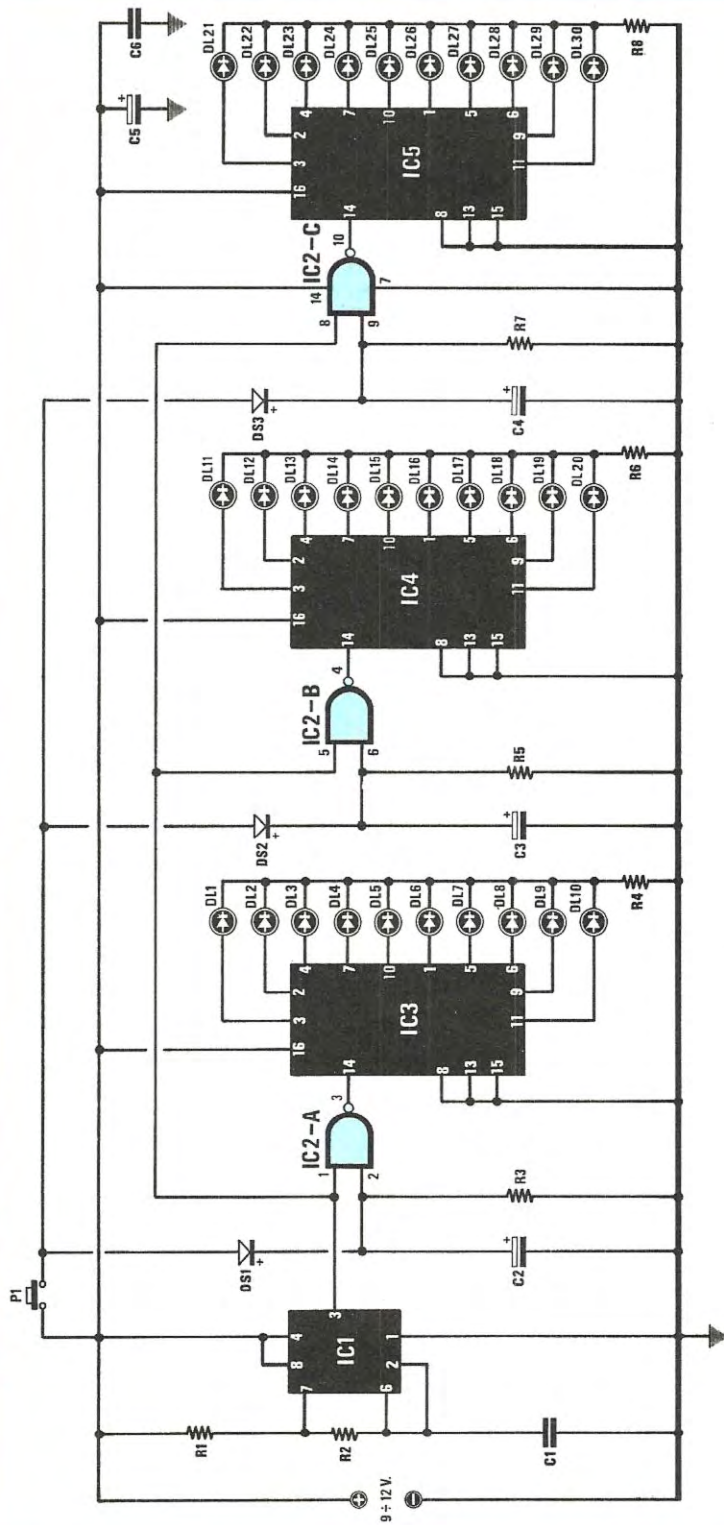 9 ÷ 12 V.
R1
R2
C1
7
6
8
4
2
1
3
IC1
P1
DS1
+
C2
+
R3
1
2
3
IC2-A
14
16
8
13
15
IC3
3
2
4
7
10
1
5
6
9
11
DL1
DL2
DL3
DL4
DL5
DL6
DL7
DL8
DL9
DL10
R4
DS2
+
C3
+
R5
5
6
4
IC2-B
14
16
8
13
15
IC4
3
2
4
7
10
1
5
6
9
11
DL11
DL12
DL13
DL14
DL15
DL16
DL17
DL18
DL19
DL20
R6
DS3
+
C4
+
R7
8
9
14
7
10
IC2-C
14
16
8
13
15
IC5
3
2
4
7
10
1
5
6
9
11
DL21
DL22
DL23
DL24
DL25
DL26
DL27
DL28
DL29
DL30
R8
C5
+
C6